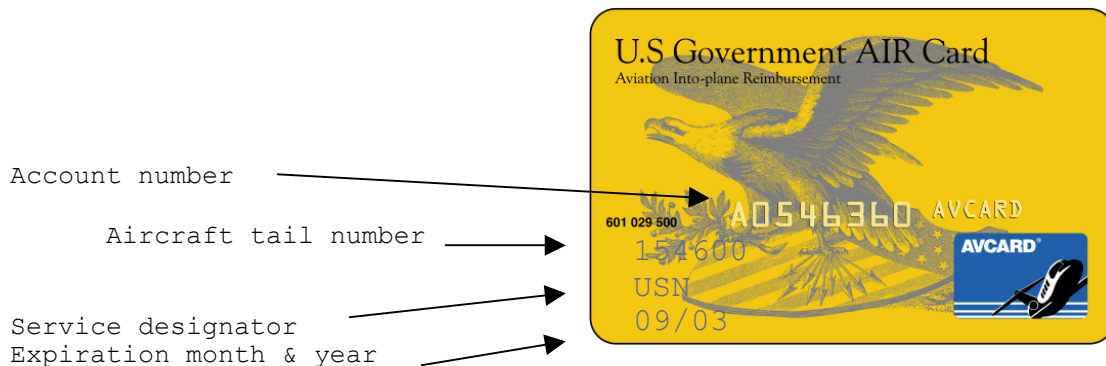 U.S Government AIR Card
Aviation Into-plane Reimbursement
Account number
A0546360 AVCARD
601 029 500
Aircraft tail number
154600
AVCARD®
USN
Service designator
09/03
Expiration month & year